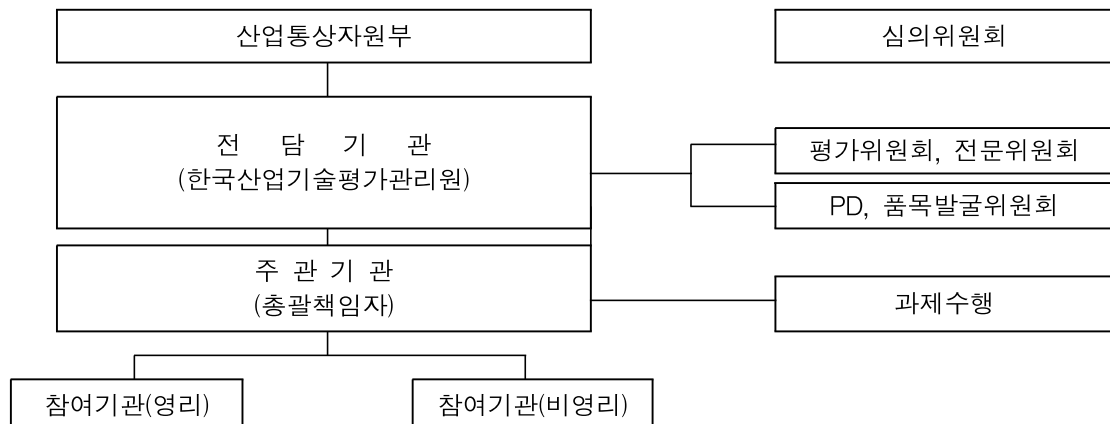 산업통상자원부
심의위원회
전 담 기 관
(한국산업기술평가관리원)
평가위원회, 전문위원회
PD, 품목발굴위원회
주 관 기 관
(총괄책임자)
과제수행
참여기관(영리)
참여기관(비영리)